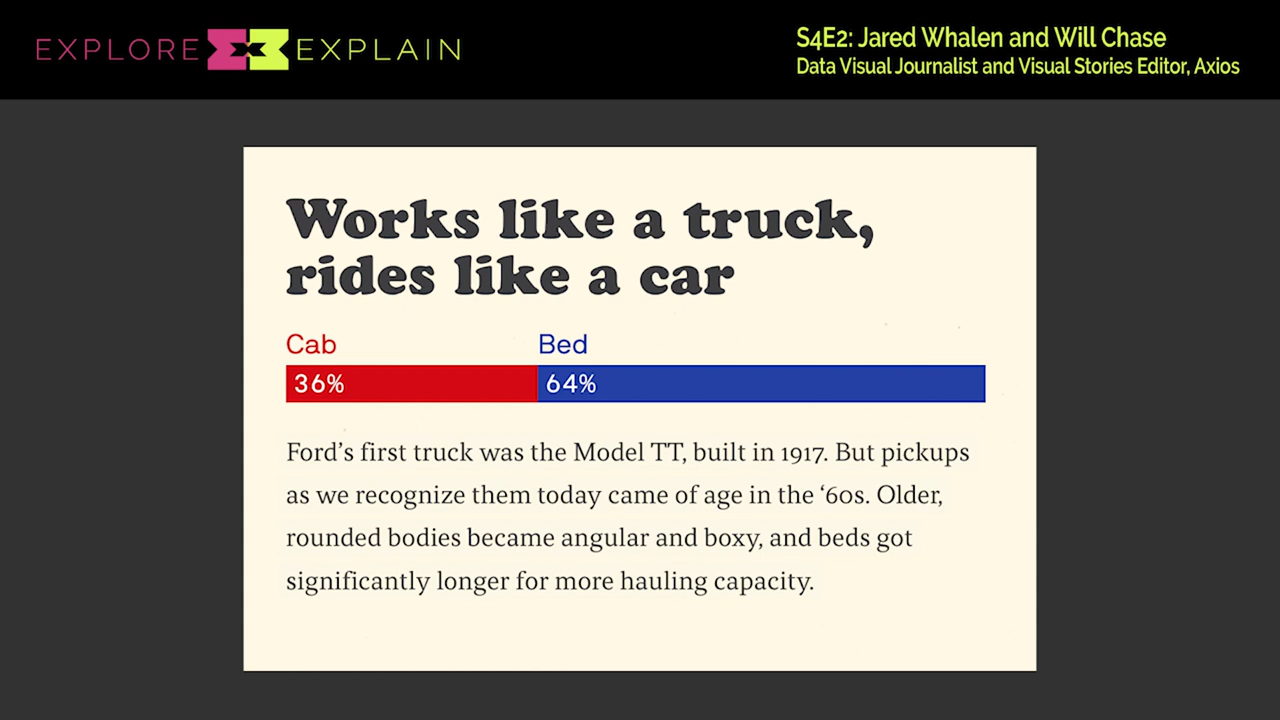 EXPLORE EXPLAIN
S4E2: Jared Whalen and Will Chase
Data Visual Journalist and Visual Stories Editor, Axios
Works like a truck,
rides like a car
Cab Bed
36% 64%
Ford’s first truck was the Model TT, built in 1917. But pickups
as we recognize them today came of age in the ‘60s. Older,
rounded bodies became angular and boxy, and beds got
significantly longer for more hauling capacity.